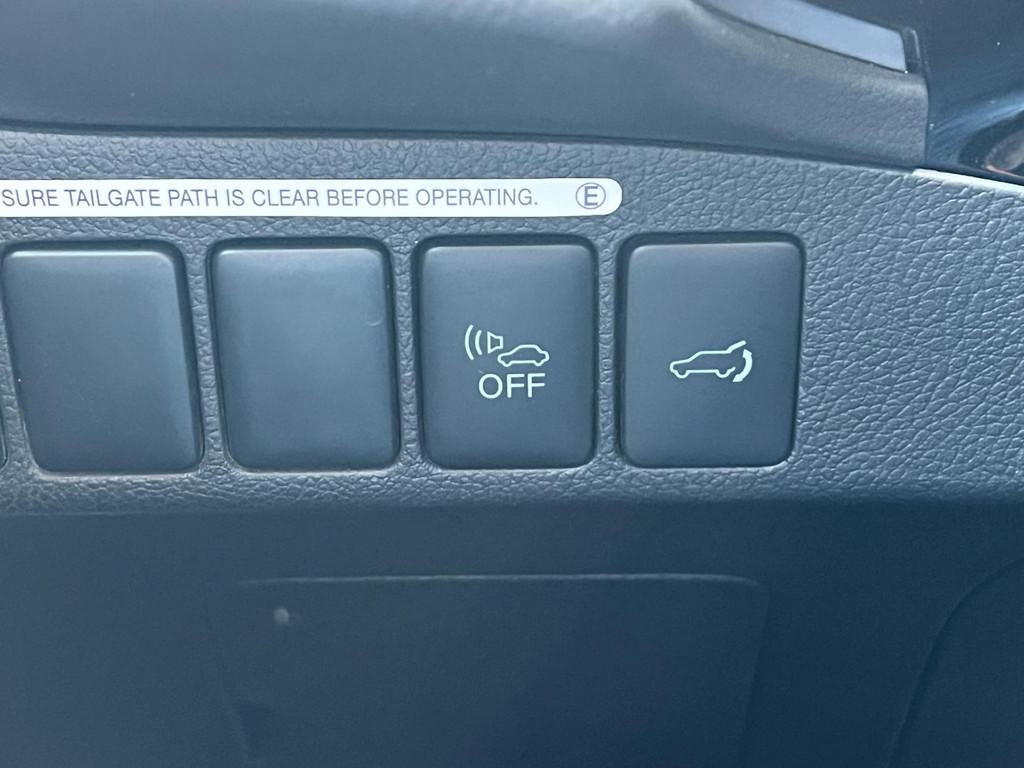 SURE TAILGATE PATH IS CLEAR BEFORE OPERATING. Ⓔ
OFF